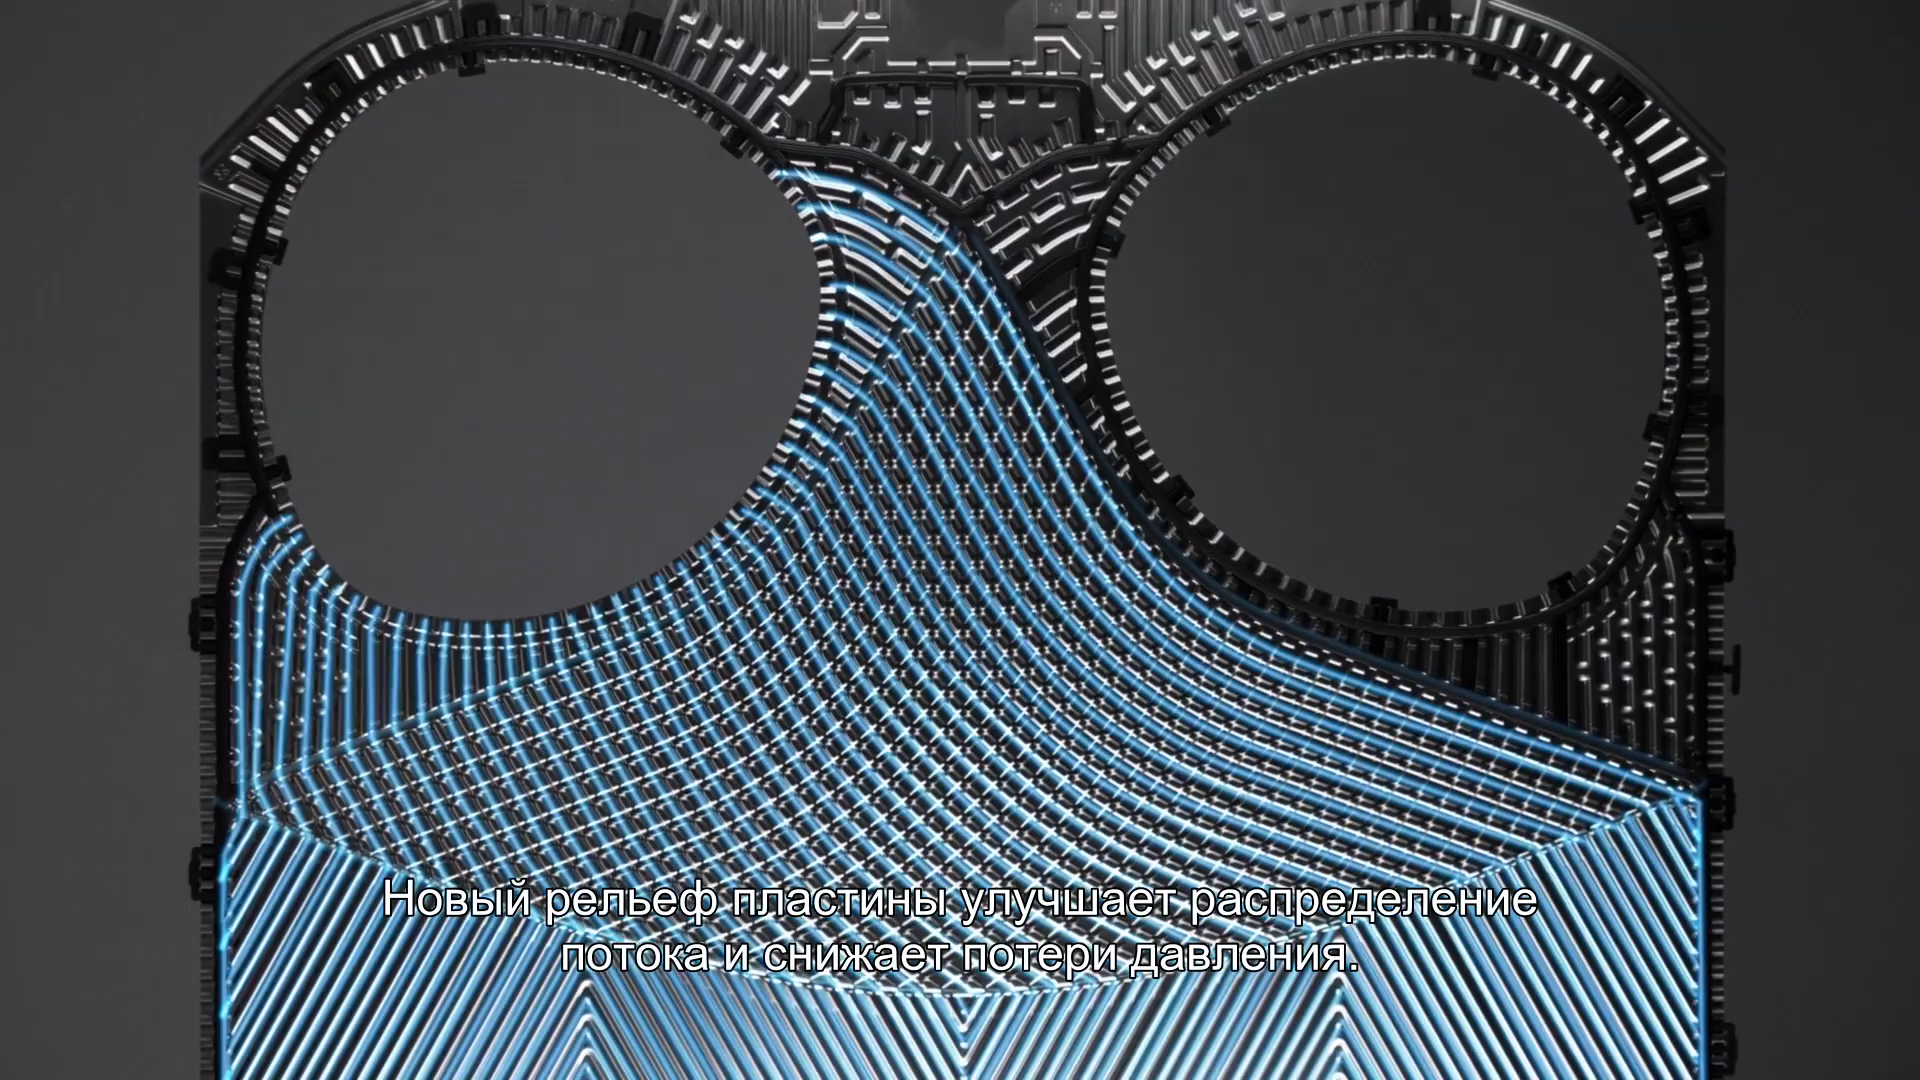 Новый рельеф пластины улучшает распределение
потока и снижает потери давления.